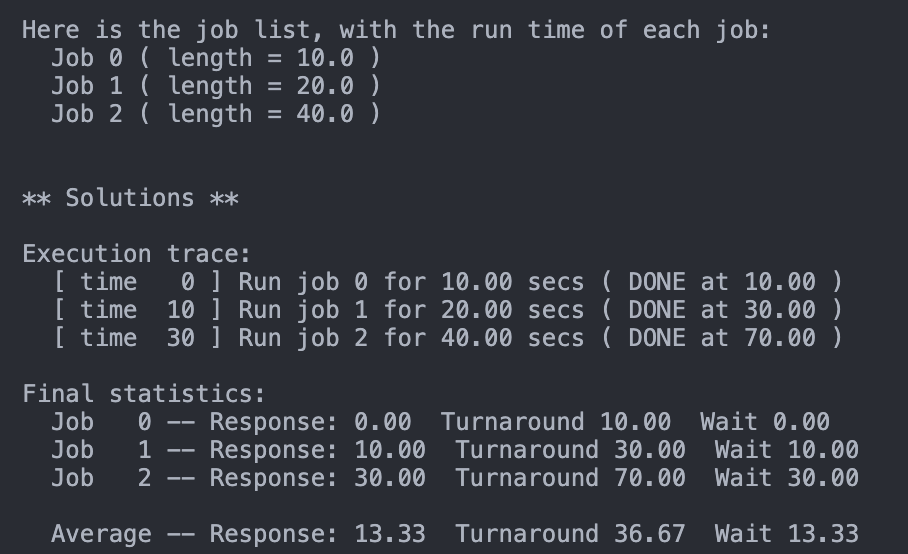 Here is the job list, with the run time of each job:
  Job 0 ( length = 10.0 )
  Job 1 ( length = 20.0 )
  Job 2 ( length = 40.0 )
** Solutions **
Execution trace:
  [ time   0 ] Run job 0 for 10.00 secs ( DONE at 10.00 )
  [ time  10 ] Run job 1 for 20.00 secs ( DONE at 30.00 )
  [ time  30 ] Run job 2 for 40.00 secs ( DONE at 70.00 )
Final statistics:
  Job   0 -- Response: 0.00  Turnaround 10.00  Wait 0.00
  Job   1 -- Response: 10.00  Turnaround 30.00  Wait 10.00
  Job   2 -- Response: 30.00  Turnaround 70.00  Wait 30.00
  Average -- Response: 13.33  Turnaround 36.67  Wait 13.33